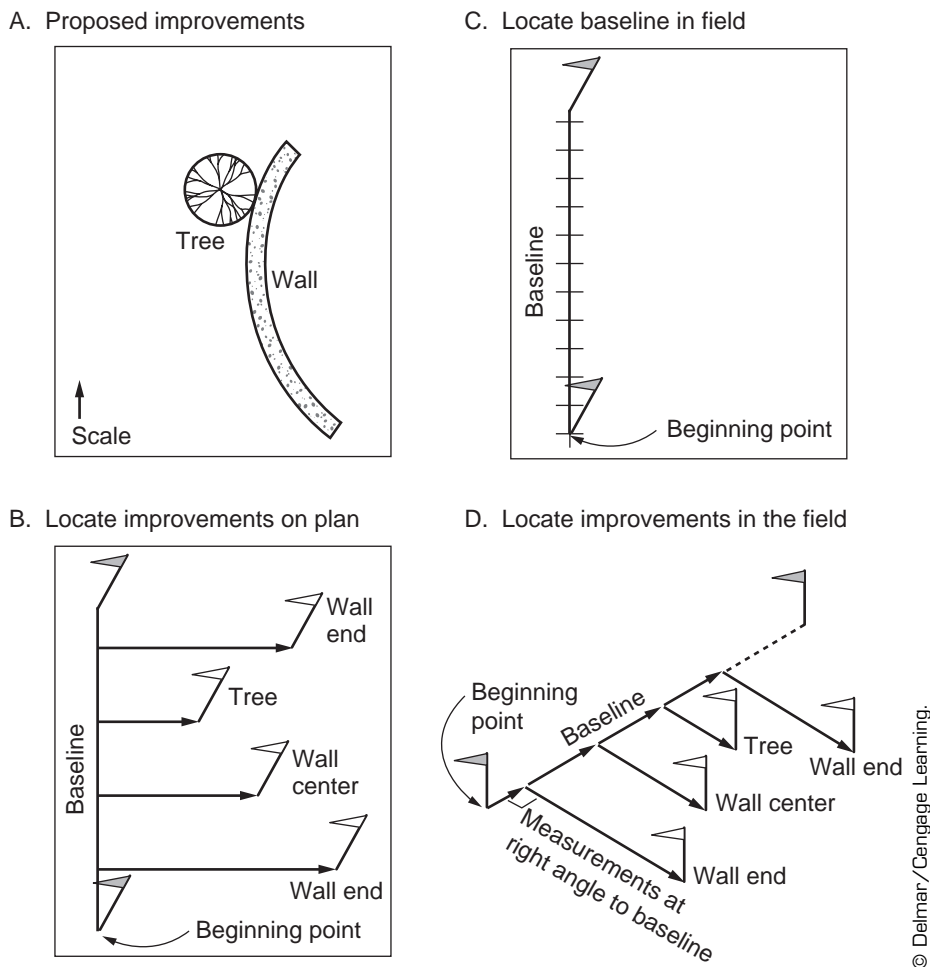 A. Proposed improvements
Tree
Wall
Scale
B. Locate improvements on plan
Wall
end
Tree
Wall
center
Wall end
Baseline
Beginning point
C. Locate baseline in field
Baseline
Beginning point
D. Locate improvements in the field
Beginning
point
Baseline
Tree
Wall end
Wall center
Wall end
Measurements at
right angle to baseline
© Delmar/Cengage Learning.